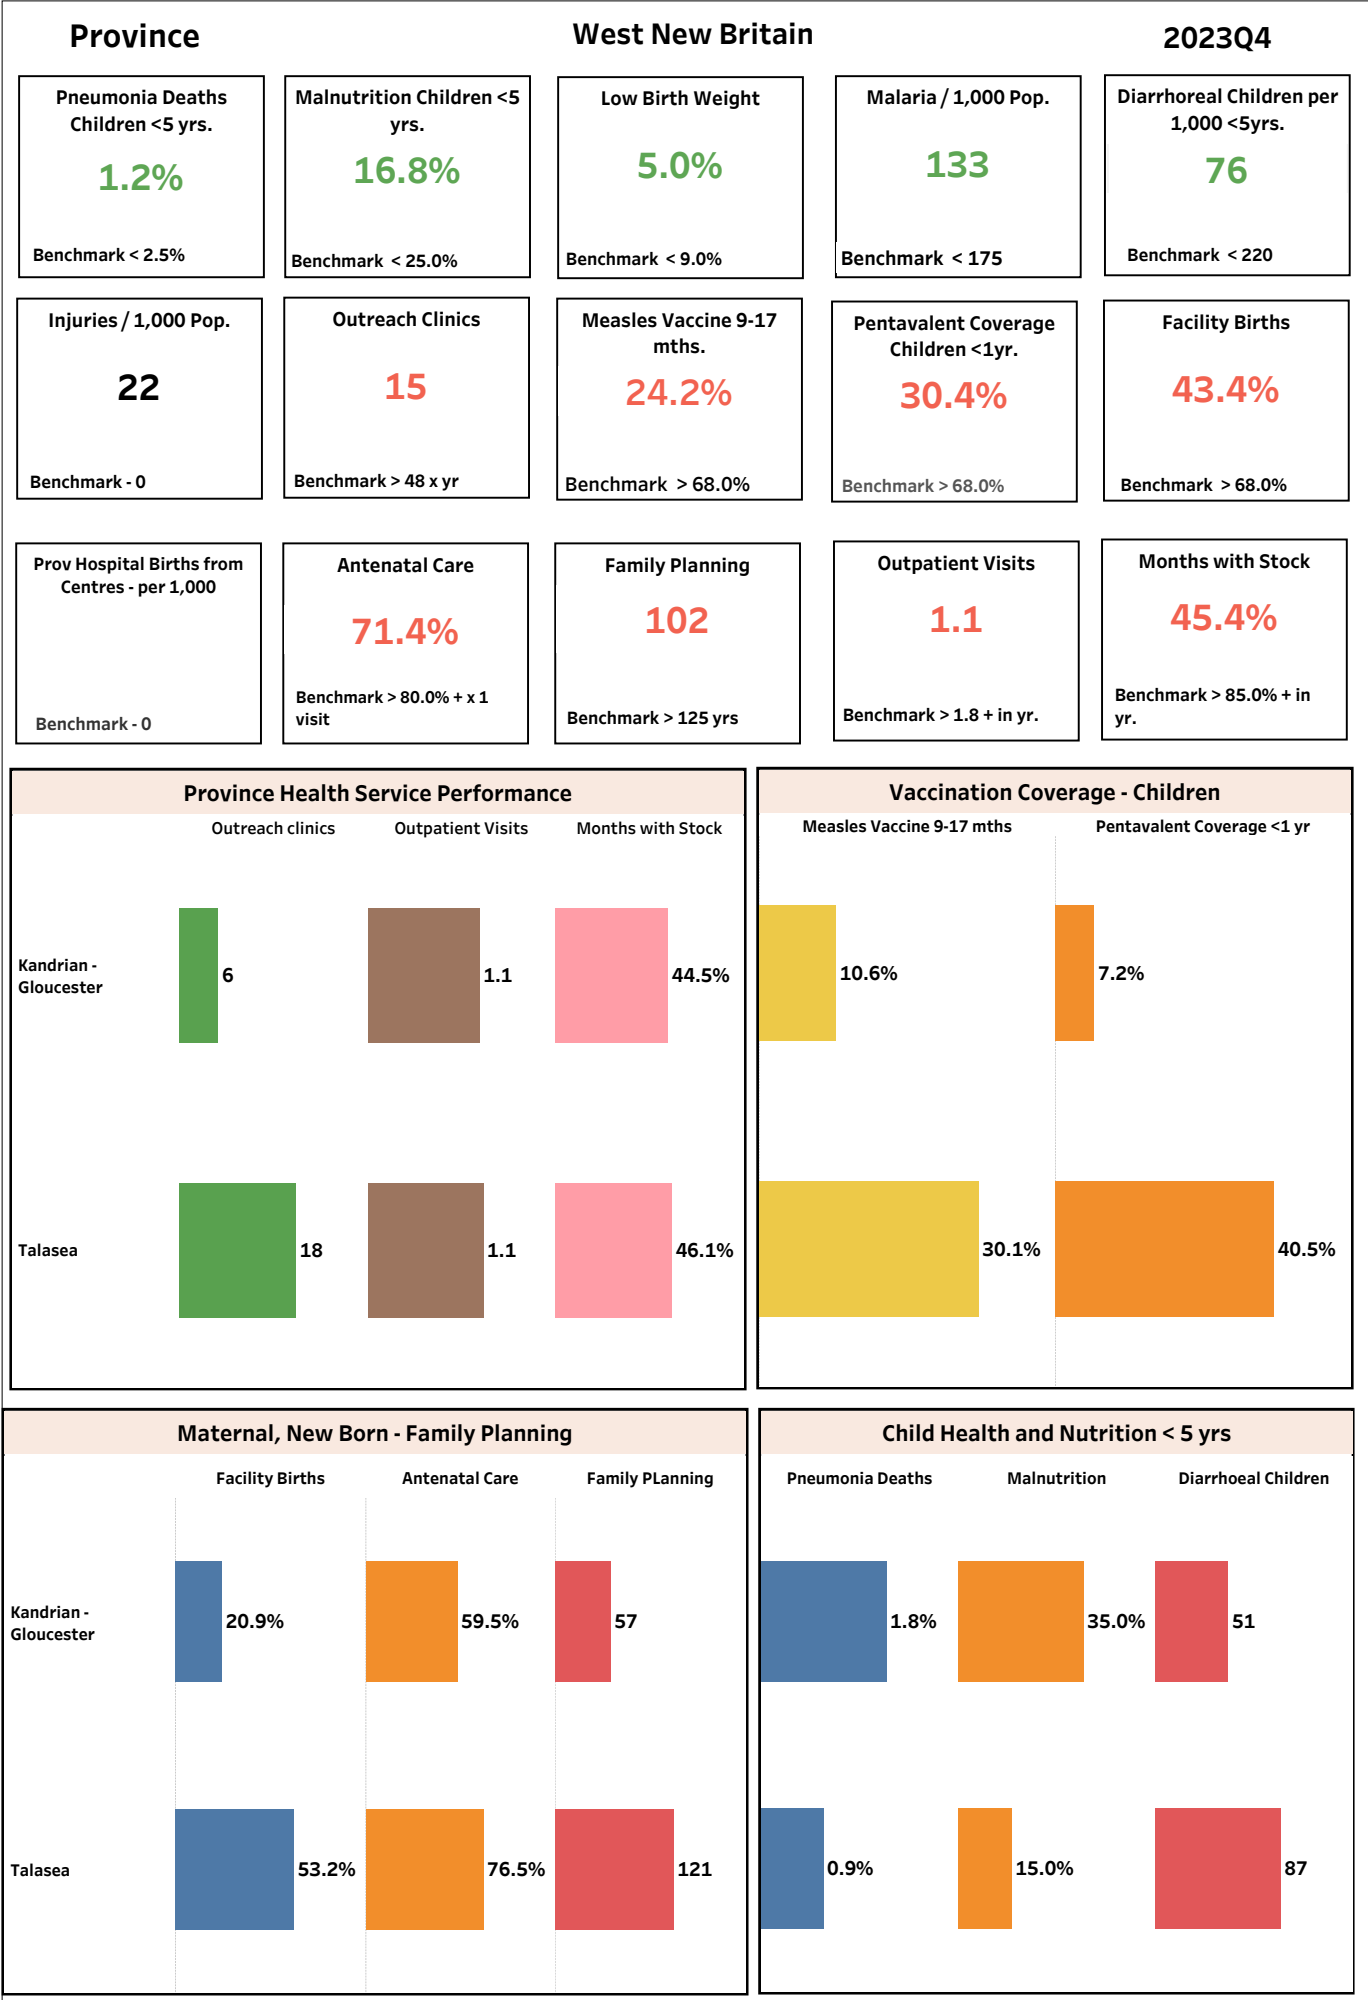 Province
West New Britain
2023Q4
Pneumonia Deaths
Children <5 yrs.
1.2%
Benchmark < 2.5%
Malnutrition Children <5
yrs.
16.8%
Benchmark < 25.0%
Low Birth Weight
5.0%
Benchmark < 9.0%
Malaria / 1,000 Pop.
133
Benchmark < 175
Diarrhoreal Children per
1,000 <5yrs.
76
Benchmark < 220
Injuries / 1,000 Pop.
22
Benchmark - 0
Outreach Clinics
15
Benchmark > 48 x yr
Measles Vaccine 9-17
mths.
24.2%
Benchmark > 68.0%
Pentavalent Coverage
Children <1yr.
30.4%
Benchmark > 68.0%
Facility Births
43.4%
Benchmark > 68.0%
Prov Hospital Births from
Centres - per 1,000
Benchmark - 0
Antenatal Care
71.4%
Benchmark > 80.0% + x 1
visit
Family Planning
102
Benchmark > 125 yrs
Outpatient Visits
1.1
Benchmark > 1.8 + in yr.
Months with Stock
45.4%
Benchmark > 85.0% + in
yr.
Province Health Service Performance
Outreach clinics
Outpatient Visits
Months with Stock
Kandrian -
Gloucester
6
1.1
44.5%
Talasea
18
1.1
46.1%
Vaccination Coverage - Children
Measles Vaccine 9-17 mths
Pentavalent Coverage <1 yr
10.6%
7.2%
30.1%
40.5%
Maternal, New Born - Family Planning
Facility Births
Antenatal Care
Family PLanning
Kandrian -
Gloucester
20.9%
59.5%
57
Talasea
53.2%
76.5%
121
Child Health and Nutrition < 5 yrs
Pneumonia Deaths
Malnutrition
Diarrhoeal Children
1.8%
35.0%
51
0.9%
15.0%
87